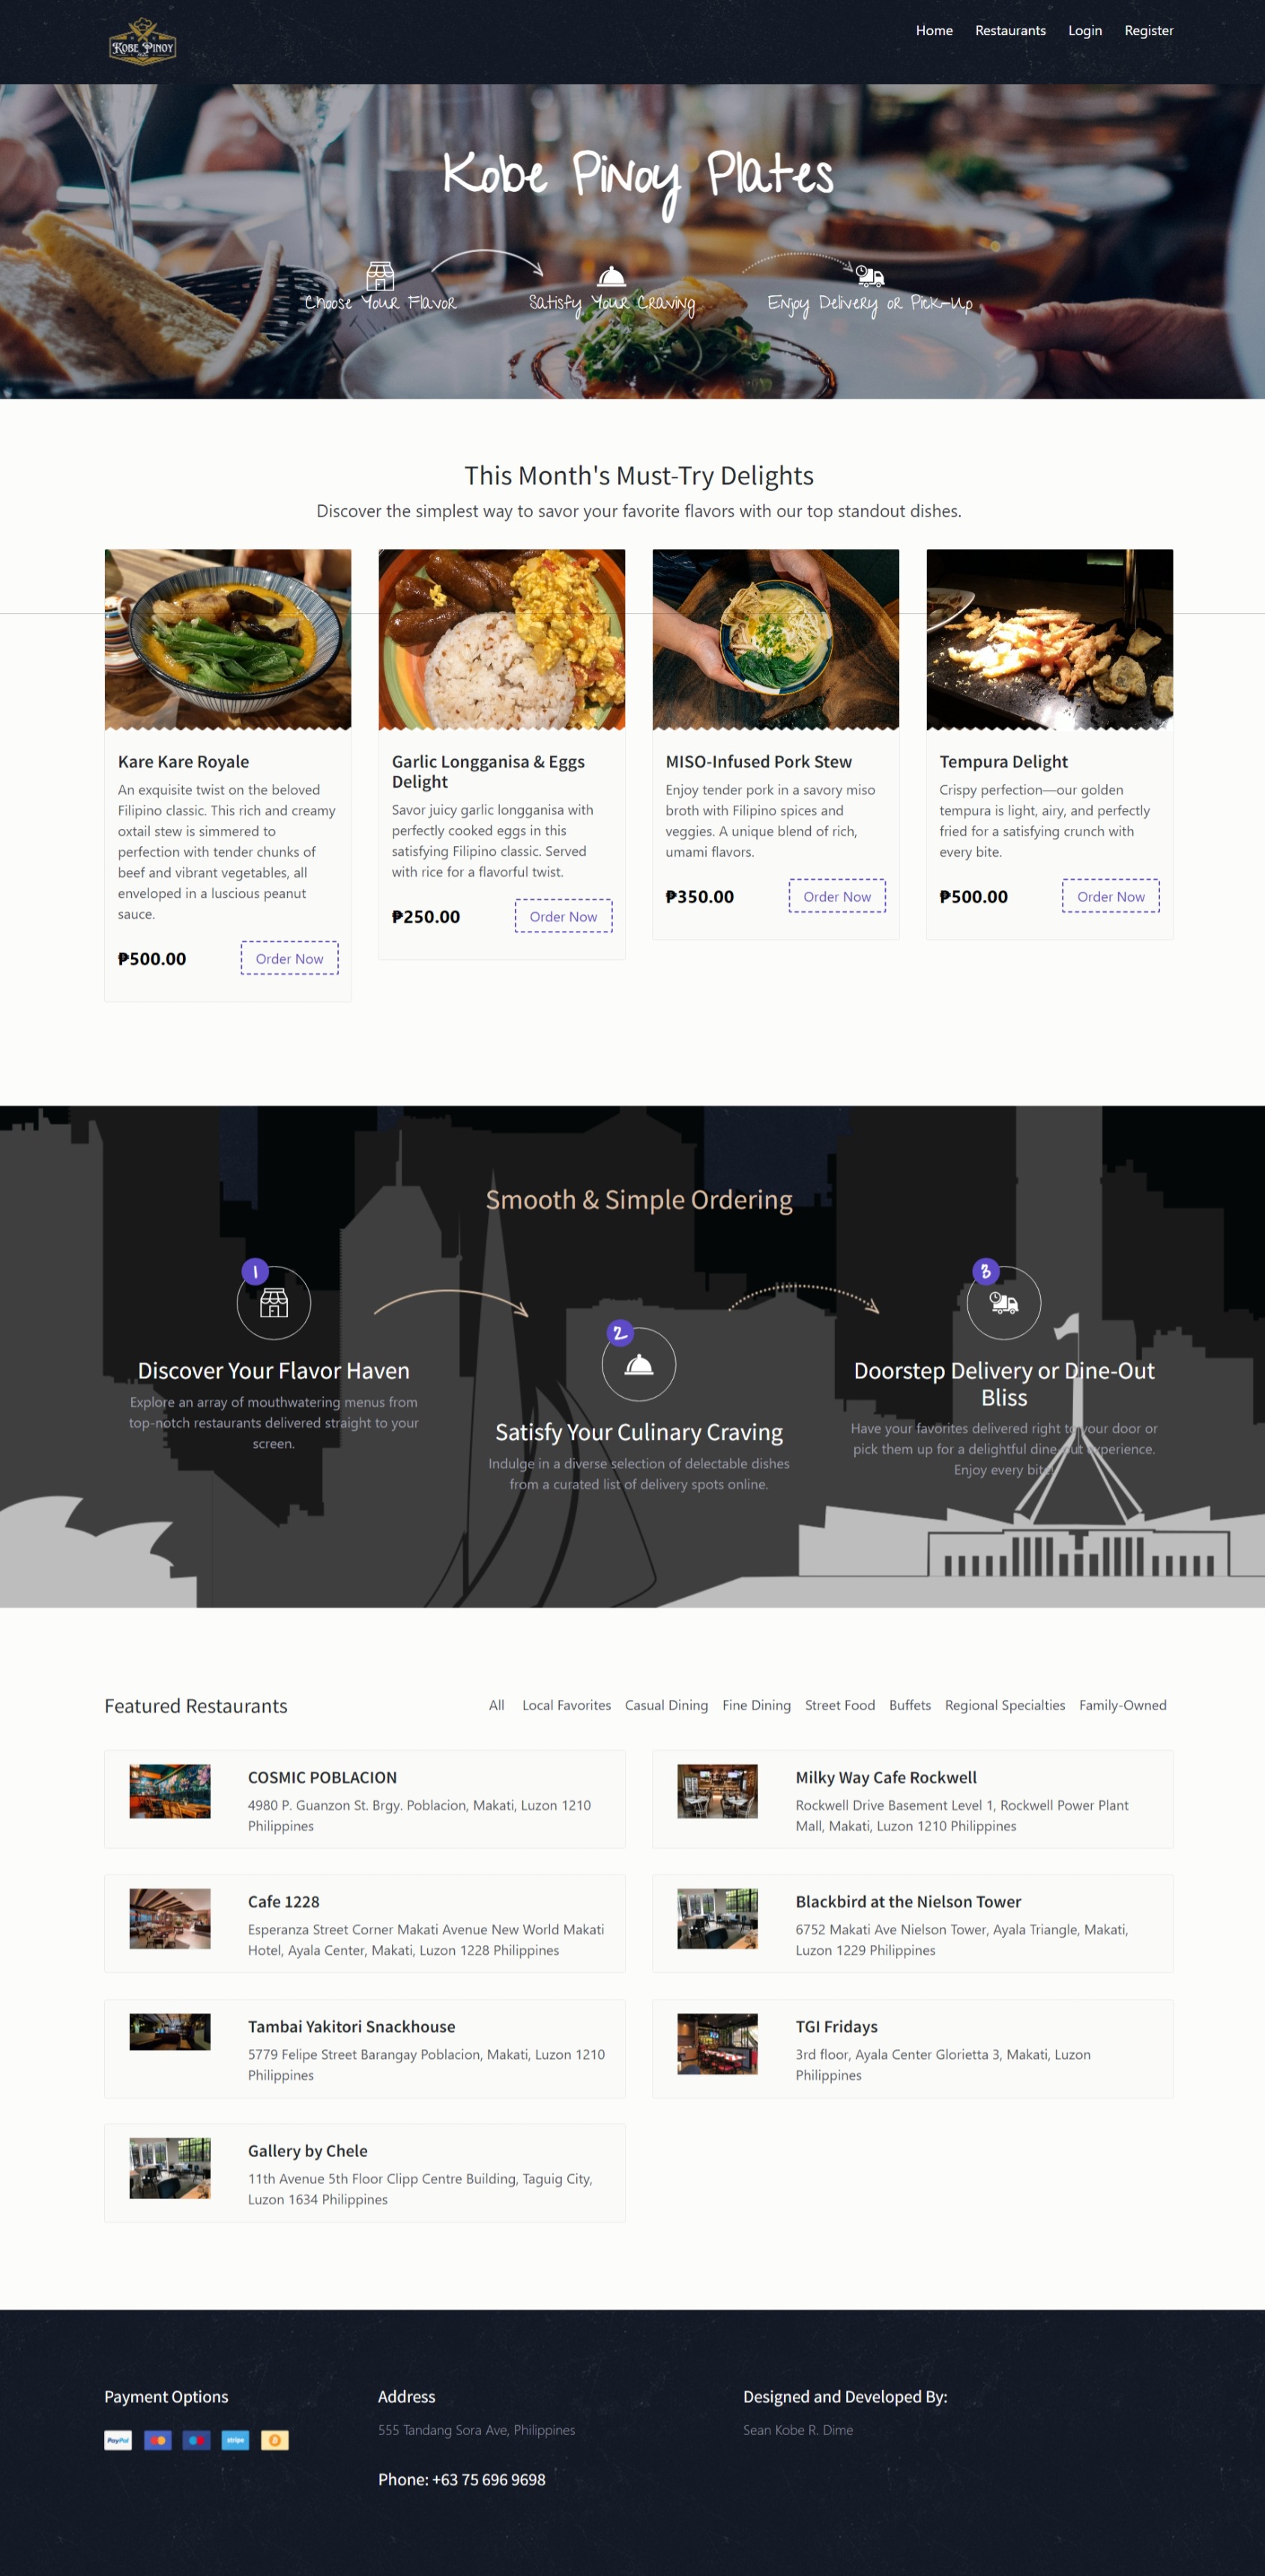 KOBE PINOY
Home Restaurants Login Register
Kobe Pinoy Plates
Choose Your Flavor
Satisfy Your Craving
Enjoy Delivery or Pick-Up
This Month's Must-Try Delights
Discover the simplest way to savor your favorite flavors with our top standout dishes.
Kare Kare Royale
An exquisite twist on the beloved
Filipino classic. This rich and creamy
oxtail stew is simmered to
perfection with tender chunks of
beef and vibrant vegetables, all
enveloped in a luscious peanut
sauce.
₱500.00
Order Now
Garlic Longganisa & Eggs
Delight
Savor juicy garlic longganisa with
perfectly cooked eggs in this
satisfying Filipino classic. Served
with rice for a flavorful twist.
₱250.00
Order Now
MISO-Infused Pork Stew
Enjoy tender pork in a savory miso
broth with Filipino spices and
veggies. A unique blend of rich,
umami flavors.
₱350.00
Order Now
Tempura Delight
Crispy perfection—our golden
tempura is light, airy, and perfectly
fried for a satisfying crunch with
every bite.
₱500.00
Order Now
Smooth & Simple Ordering
1
Discover Your Flavor Haven
Explore an array of mouthwatering menus from
top-notch restaurants delivered straight to your
screen.
2
Satisfy Your Culinary Craving
Indulge in a diverse selection of delectable dishes
from a curated list of delivery spots online.
3
Doorstep Delivery or Dine-Out
Bliss
Have your favorites delivered right to your door or
pick them up for a delightful dine-out experience.
Enjoy every bite!
Featured Restaurants
All Local Favorites Casual Dining Fine Dining Street Food Buffets Regional Specialties Family-Owned
COSMIC POBLACION
4980 P. Guanzon St. Brgy. Poblacion, Makati, Luzon 1210
Philippines
Milky Way Cafe Rockwell
Rockwell Drive Basement Level 1, Rockwell Power Plant
Mall, Makati, Luzon 1210 Philippines
Cafe 1228
Esperanza Street Corner Makati Avenue New World Makati
Hotel, Ayala Center, Makati, Luzon 1228 Philippines
Blackbird at the Nielson Tower
6752 Makati Ave Nielson Tower, Ayala Triangle, Makati,
Luzon 1229 Philippines
Tambai Yakitori Snackhouse
5779 Felipe Street Barangay Poblacion, Makati, Luzon 1210
Philippines
TGI Fridays
3rd floor, Ayala Center Glorietta 3, Makati, Luzon
Philippines
Gallery by Chele
11th Avenue 5th Floor Clipp Centre Building, Taguig City,
Luzon 1634 Philippines
Payment Options
PayPal
stripe
Address
555 Tandang Sora Ave, Philippines
Phone: +63 75 696 9698
Designed and Developed By:
Sean Kobe R. Dime